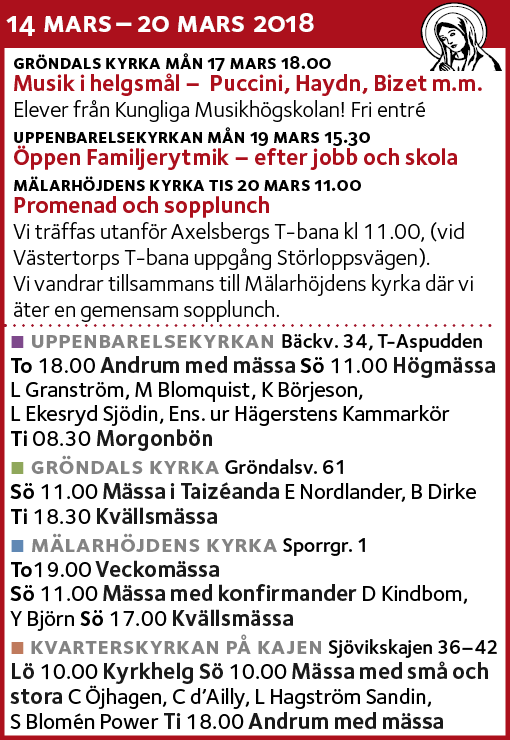 14 MARS – 20 MARS 2018
GRÖNDALS KYRKA MÅN 17 MARS 18.00
Musik i helgsmål – Puccini, Haydn, Bizet m.m.
Elever från Kungliga Musikhögskolan! Fri entré
UPPENBARELSEKYRKAN MÅN 19 MARS 15.30
Öppen Familjerytmik – efter jobb och skola
MÄLARHÖJDENS KYRKA TIS 20 MARS 11.00
Promenad och sopplunch
Vi träffas utanför Axelsbergs T-bana kl 11.00, (vid
Västertorps T-bana uppgång Störloppsvägen).
Vi vandrar tillsammans till Mälarhöjdens kyrka där vi
äter en gemensam sopplunch.
UPPENBARELSEKYRKAN Bäckv. 34, T-Aspudden
To 18.00 Andrum med mässa Sö 11.00 Högmässa
L Granström, M Blomquist, K Börjeson,
L Ekesryd Sjödin, Ens. ur Hägerstens Kammarkör
Ti 08.30 Morgonbön
GRÖNDALS KYRKA Gröndalsv. 61
Sö 11.00 Mässa i Taizéanda E Nordlander, B Dirke
Ti 18.30 Kvällsmässa
MÄLARHÖJDENS KYRKA Sporrgr. 1
To19.00 Veckomässa
Sö 11.00 Mässa med konfirmander D Kindbom,
Y Björn Sö 17.00 Kvällsmässa
KVARTERSKYRKAN PÅ KAJEN Sjövikskajen 36–42
Lö 10.00 Kyrkhelg Sö 10.00 Mässa med små och
stora C Öjhagen, C d'Ailly, L Hagström Sandin,
S Blomén Power Ti 18.00 Andrum med mässa